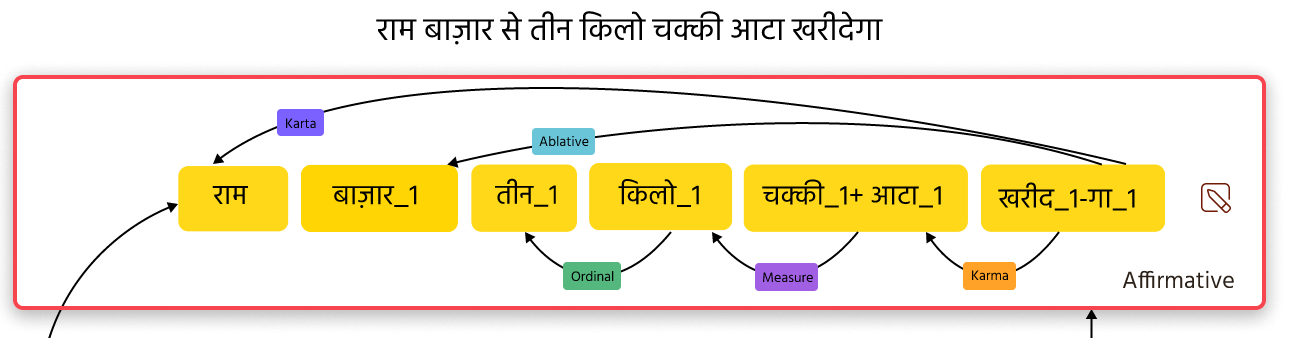 राम बाज़ार से तीन किलो चक्की आटा खरीदेगा
Karta
Ablative
राम बाज़ार_1 तीन_1 किलो_1 चक्की_1+ आटा_1 खरीद_1-गा_1
Ordinal Measure Karma
Affirmative